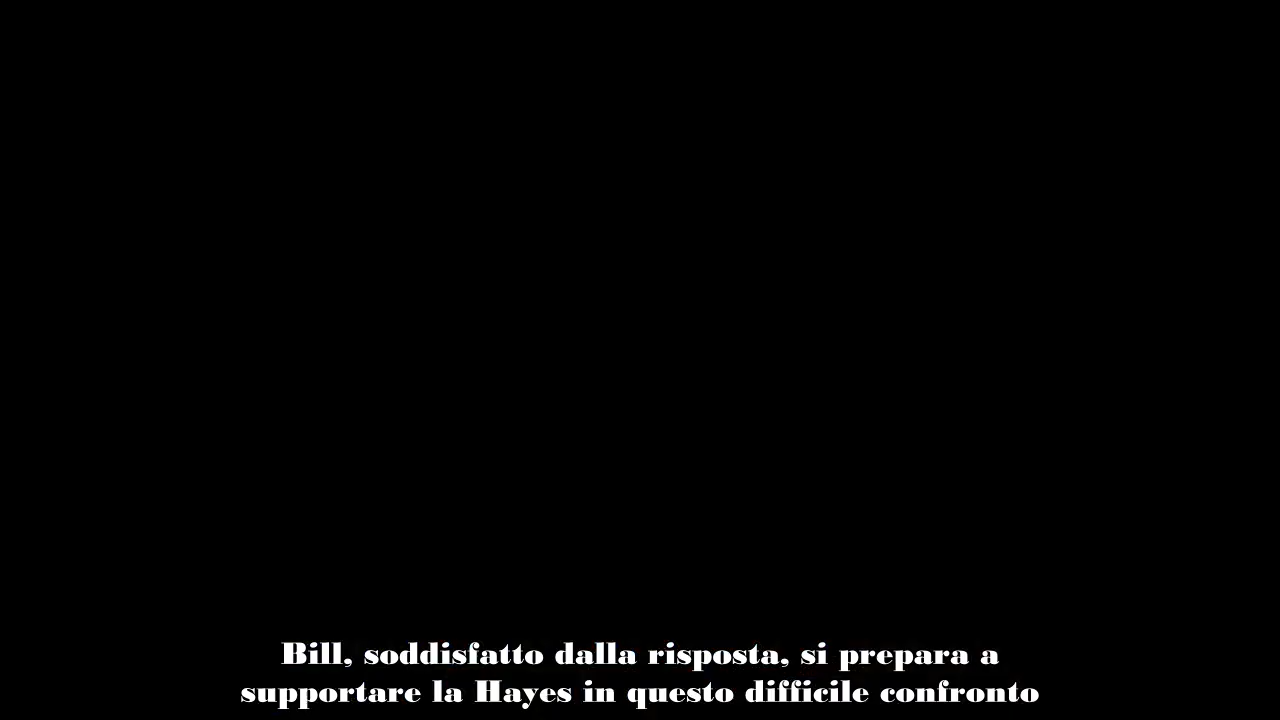 Bill, soddisfatto dalla risposta, si prepara a
supportare la Hayes in questo difficile confronto